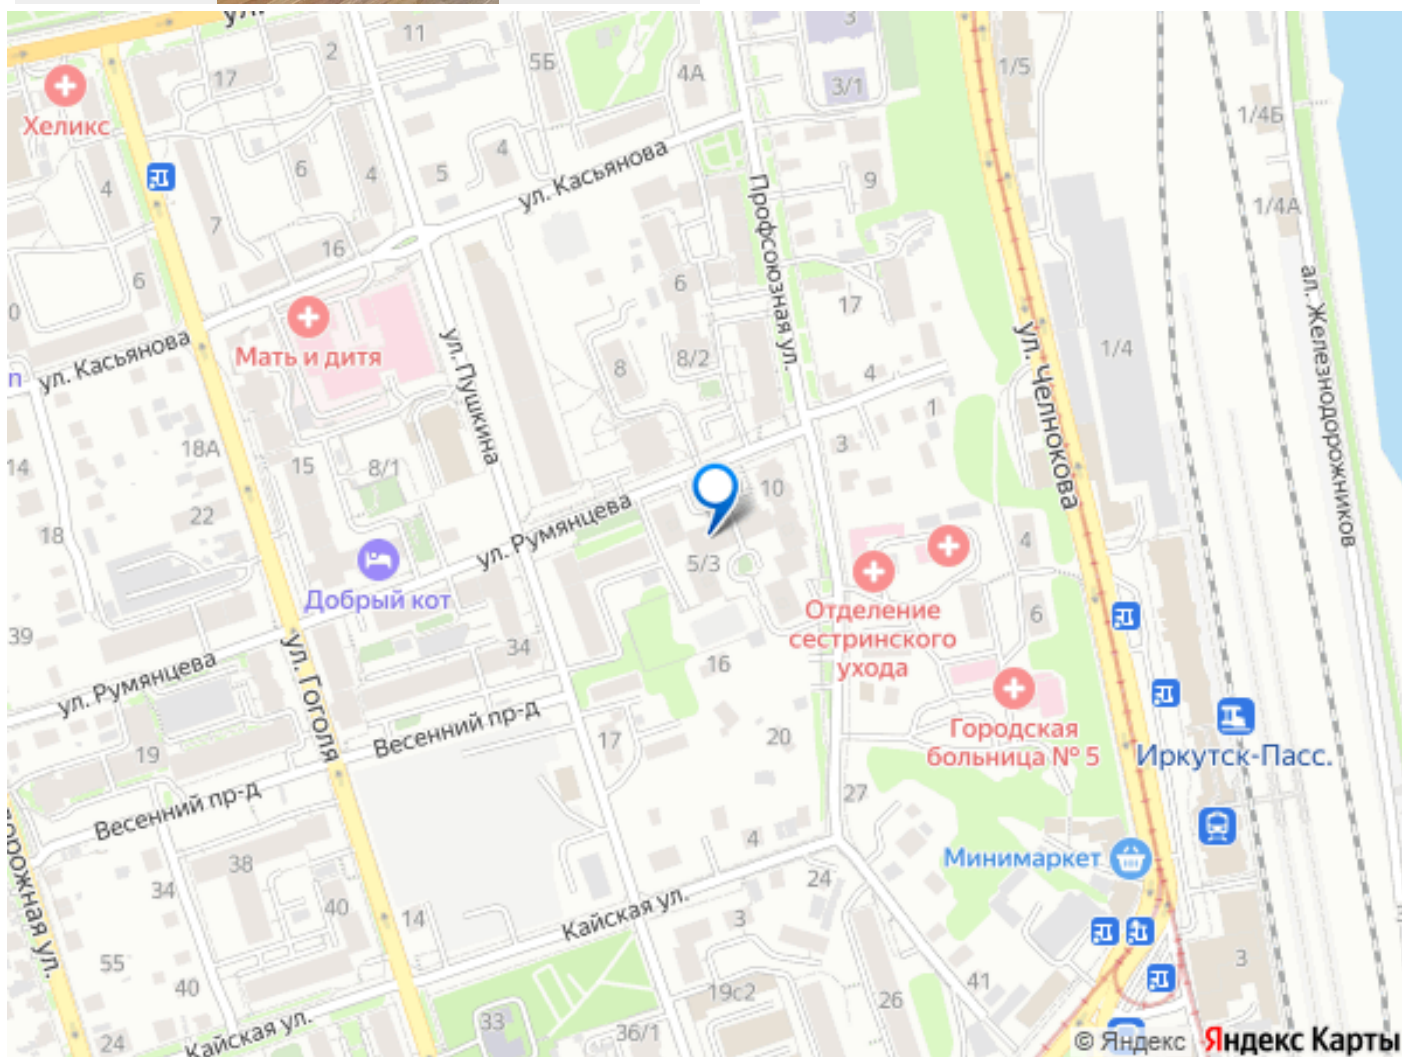 ул.
11
3
2
17
5Б
4А
3/1
1/5
Хеликс
1/4Б
ул. Касьянова
4
6
4
5
4
9
Профсоюзная ул.
1/4А
7
16
6
6
17
ал. Железнодорожников
0
Мать и дитя
ул. Касьянова
п
ул. Пушкина
8
8/2
4
ул. Челнокова
1/4
1
3
18А
14
15
8/1
10
22
18
ул. Румянцева
5/3
4
Добрый кот
Отделение
сестринского
ухода
6
39
ул. Румянцева
ул. Гоголя
34
16
Весенний пр-д
17
20
Городская
больница № 5
Иркутск-Пасс.
19
Весенний пр-д
27
4
Минимаркет
38
34
40
14
24
Кайская ул.
3
орожная ул.
55
40
41
3
19с2
26
33
36/1
24
Кайская ул.
© Яндекс Яндекс Карты